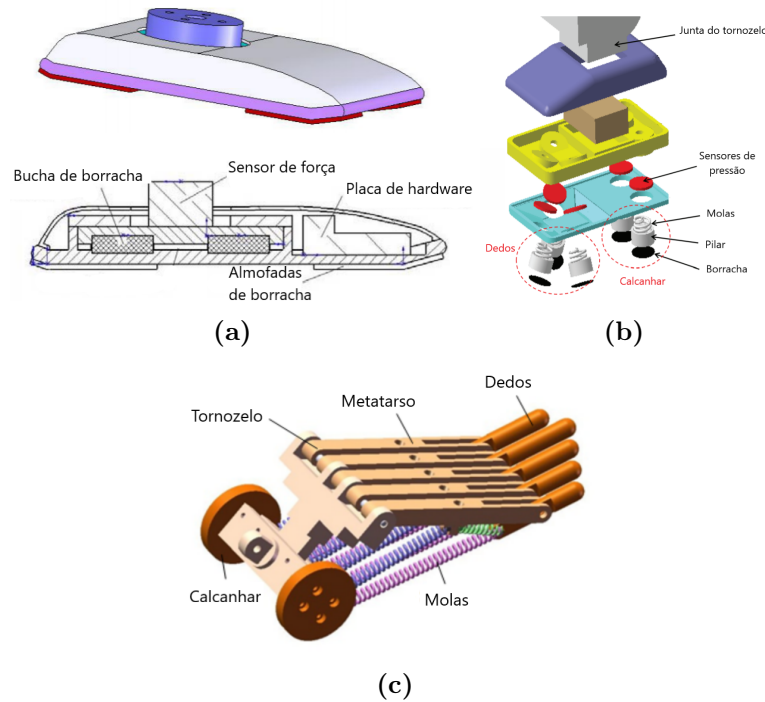 Bucha de borracha
Sensor de força
Placa de hardware
Almofadas
de borracha
(a)
Junta do tornozelo
Sensores de
pressão
Molas
Pilar
Borracha
Dedos
Calcanhar
(b)
Dedos
Metatarso
Tornozelo
Calcanhar
Molas
(c)